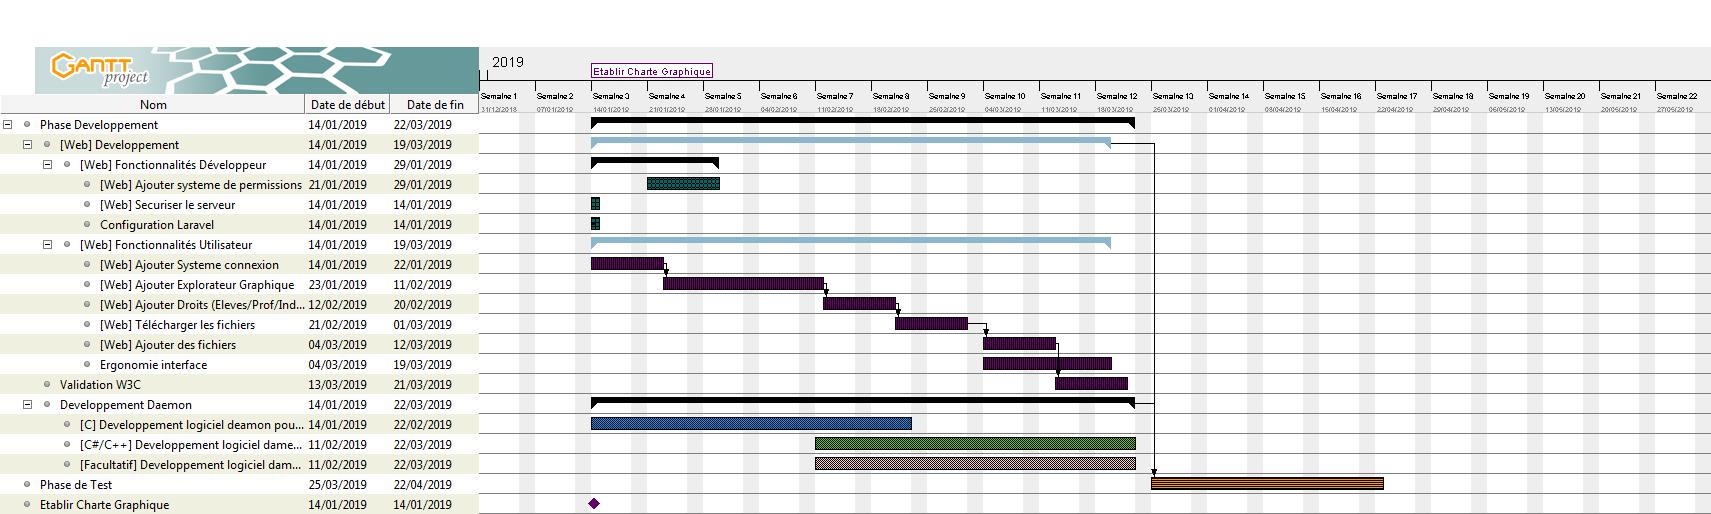 GANTT
project
2019
Etablir Charte Graphique
Nom Date de début Date de fin
Semaine 1 Semaine 2 Semaine 3 Semaine 4 Semaine 5 Semaine 6 Semaine 7 Semaine 8 Semaine 9 Semaine 10 Semaine 11 Semaine 12 Semaine 13 Semaine 14 Semaine 15 Semaine 16 Semaine 17 Semaine 18 Semaine 19 Semaine 20 Semaine 21 Semaine 22
31/12/2018 07/01/2019 14/01/2019 21/01/2019 28/01/2019 04/02/2019 11/02/2019 18/02/2019 25/02/2019 04/03/2019 11/03/2019 18/03/2019 25/03/2019 01/04/2019 08/04/2019 15/04/2019 22/04/2019 29/04/2019 06/05/2019 13/05/2019 20/05/2019 27/05/2019
Phase Developpement 14/01/2019 22/03/2019
[Web] Developpement 14/01/2019 19/03/2019
[Web] Fonctionnalités Développeur 14/01/2019 29/01/2019
[Web] Ajouter systeme de permissions 21/01/2019 29/01/2019
[Web] Securiser le serveur 14/01/2019 14/01/2019
Configuration Laravel 14/01/2019 14/01/2019
[Web] Fonctionnalités Utilisateur 14/01/2019 19/03/2019
[Web] Ajouter Systeme connexion 14/01/2019 22/01/2019
[Web] Ajouter Explorateur Graphique 23/01/2019 11/02/2019
[Web] Ajouter Droits (Eleves/Prof/Ind... 12/02/2019 20/02/2019
[Web] Télécharger les fichiers 21/02/2019 01/03/2019
[Web] Ajouter des fichiers 04/03/2019 12/03/2019
Ergonomie interface 04/03/2019 19/03/2019
Validation W3C 13/03/2019 21/03/2019
Developpement Daemon 14/01/2019 22/03/2019
[C] Developpement logiciel deamon pou... 14/01/2019 22/02/2019
[C#/C++] Developpement logiciel dame... 11/02/2019 22/03/2019
[Facultatif] Developpement logiciel dam... 11/02/2019 22/03/2019
Phase de Test 25/03/2019 22/04/2019
Etablir Charte Graphique 14/01/2019 14/01/2019